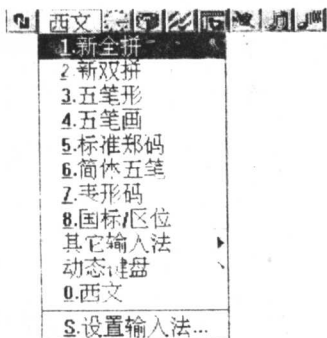 西文
1.新全拼
2.新双拼
3.五笔形
4.五笔画
5.标准郑码
6.简体五笔
7.表形码
8.国标/区位
其它输入法
动态键盘
0.西文
S.设置输入法...